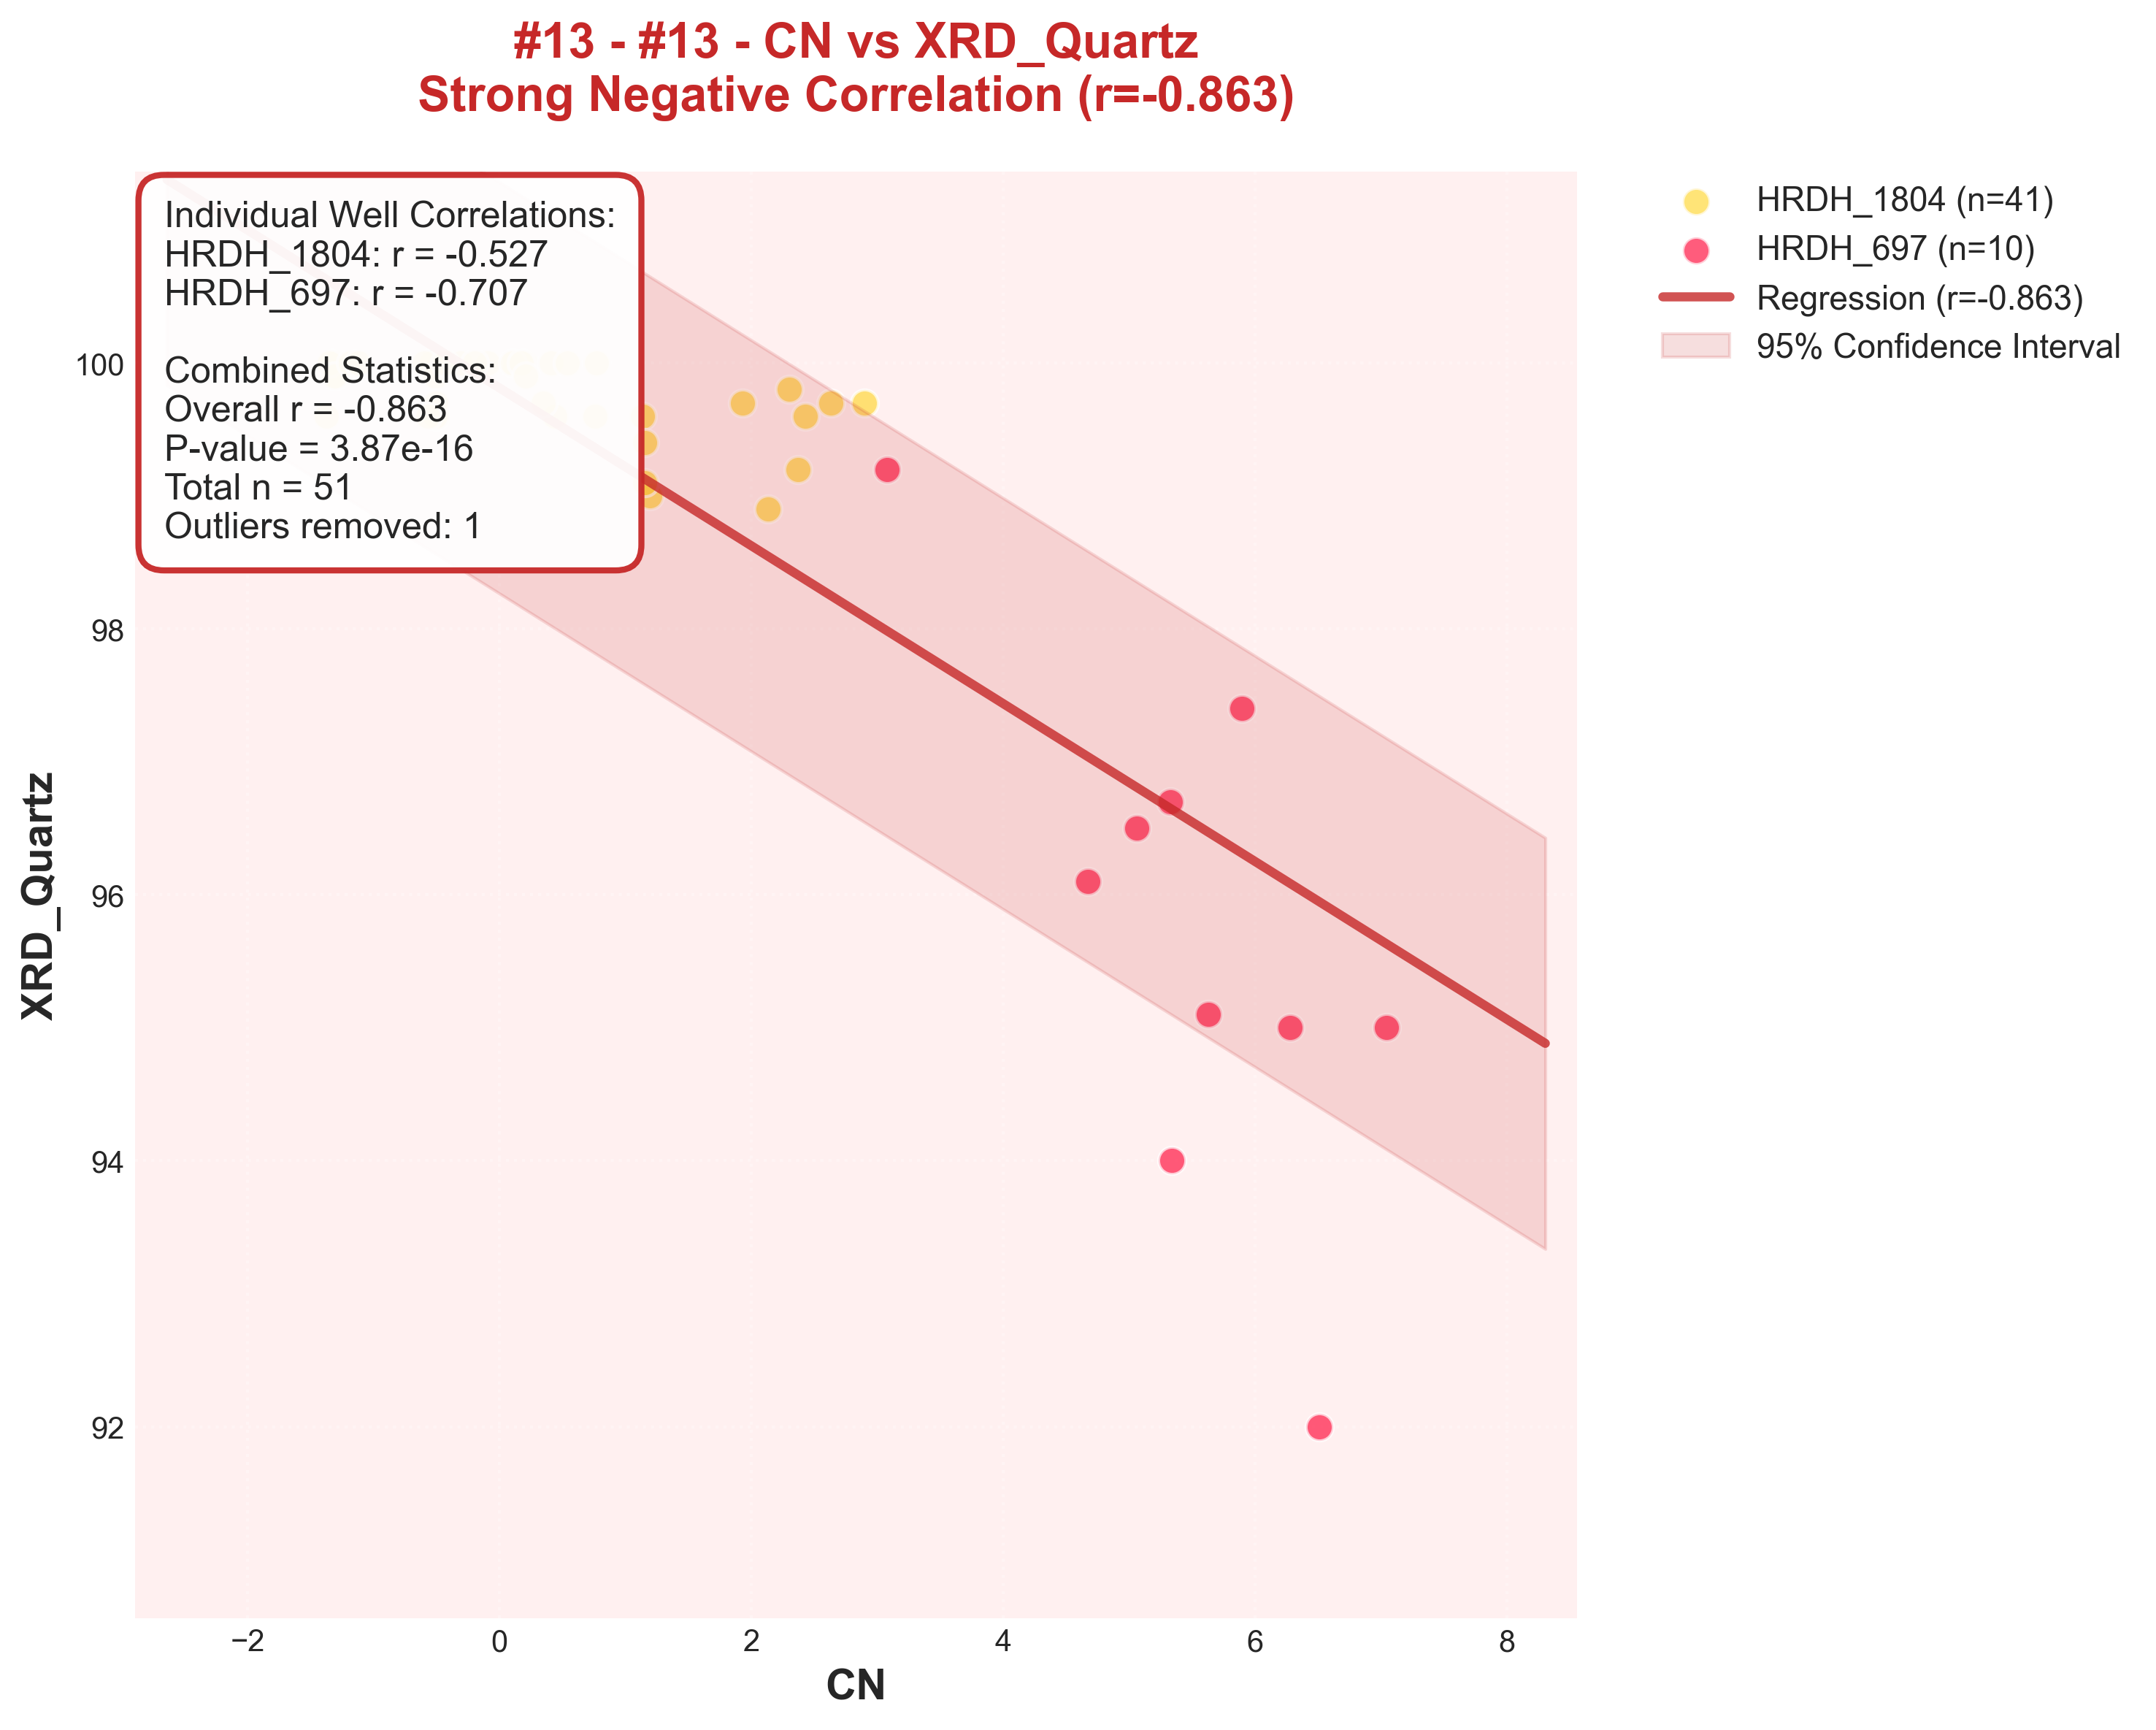 #13 - #13 - CN vs XRD_Quartz
Strong Negative Correlation (r=-0.863)
Individual Well Correlations:
HRDH_1804: r = -0.527
HRDH_697: r = -0.707
Combined Statistics:
Overall r = -0.863
P-value = 3.87e-16
Total n = 51
Outliers removed: 1
HRDH_1804 (n=41)
HRDH_697 (n=10)
Regression (r=-0.863)
95% Confidence Interval
XRD_Quartz
100
98
96
94
92
−2
0
2
4
6
8
CN